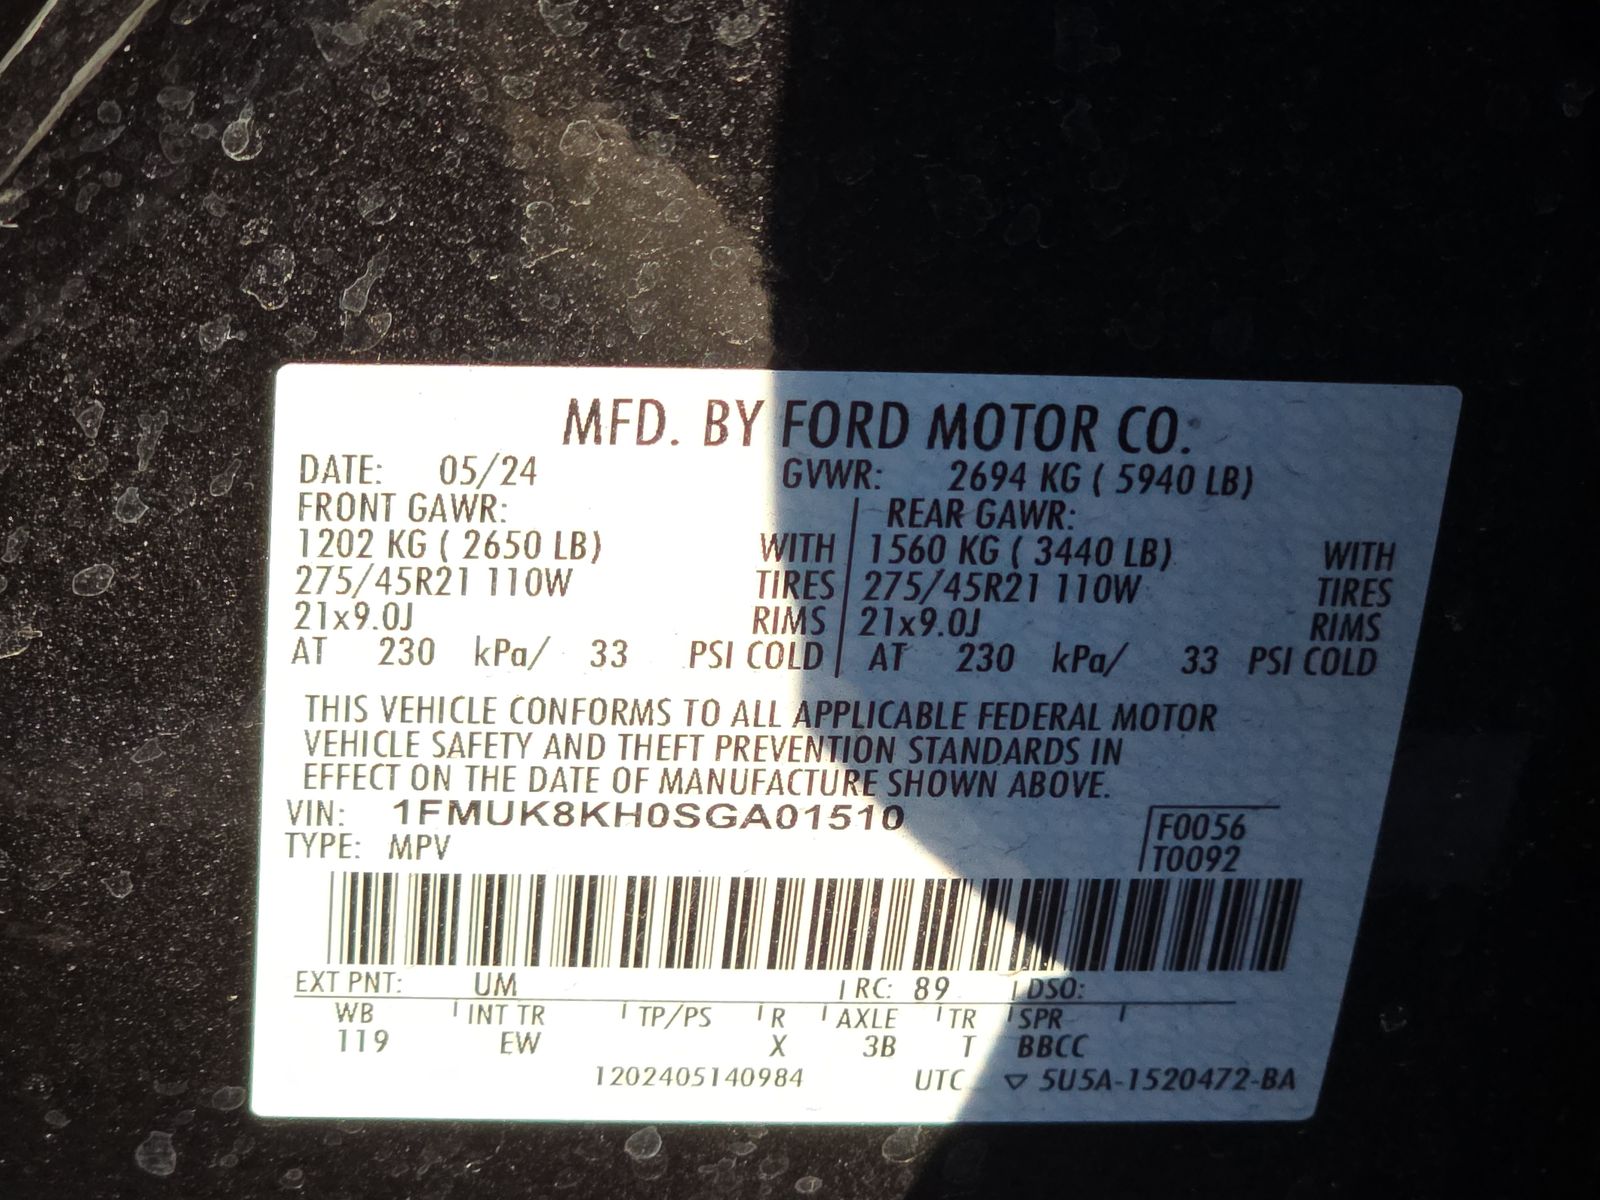 MFD. BY FORD MOTOR CO.
DATE: 05/24 GVWR: 2694 KG ( 5940 LB)
FRONT GAWR: REAR GAWR:
1202 KG ( 2650 LB) WITH 1560 KG ( 3440 LB) WITH
275/45R21 110W TIRES 275/45R21 110W TIRES
21x9.0J RIMS 21x9.0J RIMS
AT 230 kPa/ 33 PSI COLD AT 230 kPa/ 33 PSI COLD
THIS VEHICLE CONFORMS TO ALL APPLICABLE FEDERAL MOTOR
VEHICLE SAFETY AND THEFT PREVENTION STANDARDS IN
EFFECT ON THE DATE OF MANUFACTURE SHOWN ABOVE.
VIN: 1FMUK8KH0SGA01510
F0056
TYPE: MPV T0092
EXT PNT: UM RC: 89 DSO:
WB INT TR TP/PS R AXLE TR SPR
119 EW X 3B T BBCC
1202405140984 UTC ▽ 5U5A-1520472-BA